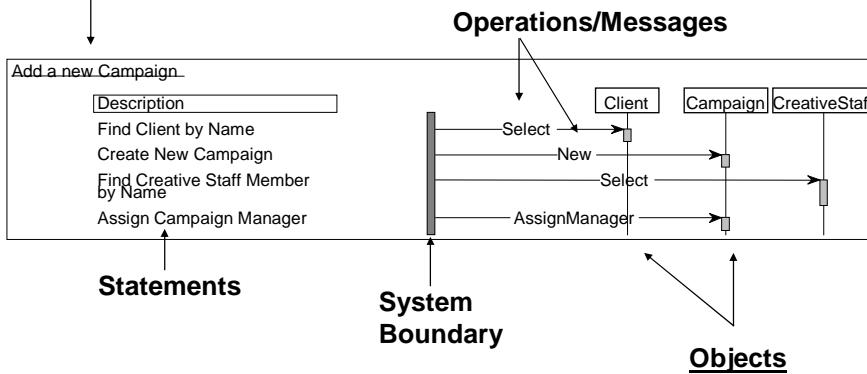 Operations/Messages
Add a new Campaign
Description
Client
Campaign
CreativeStaf
Find Client by Name
Select
Create New Campaign
New
Find Creative Staff Member
by Name
Select
Assign Campaign Manager
AssignManager
Statements
System
Boundary
Objects